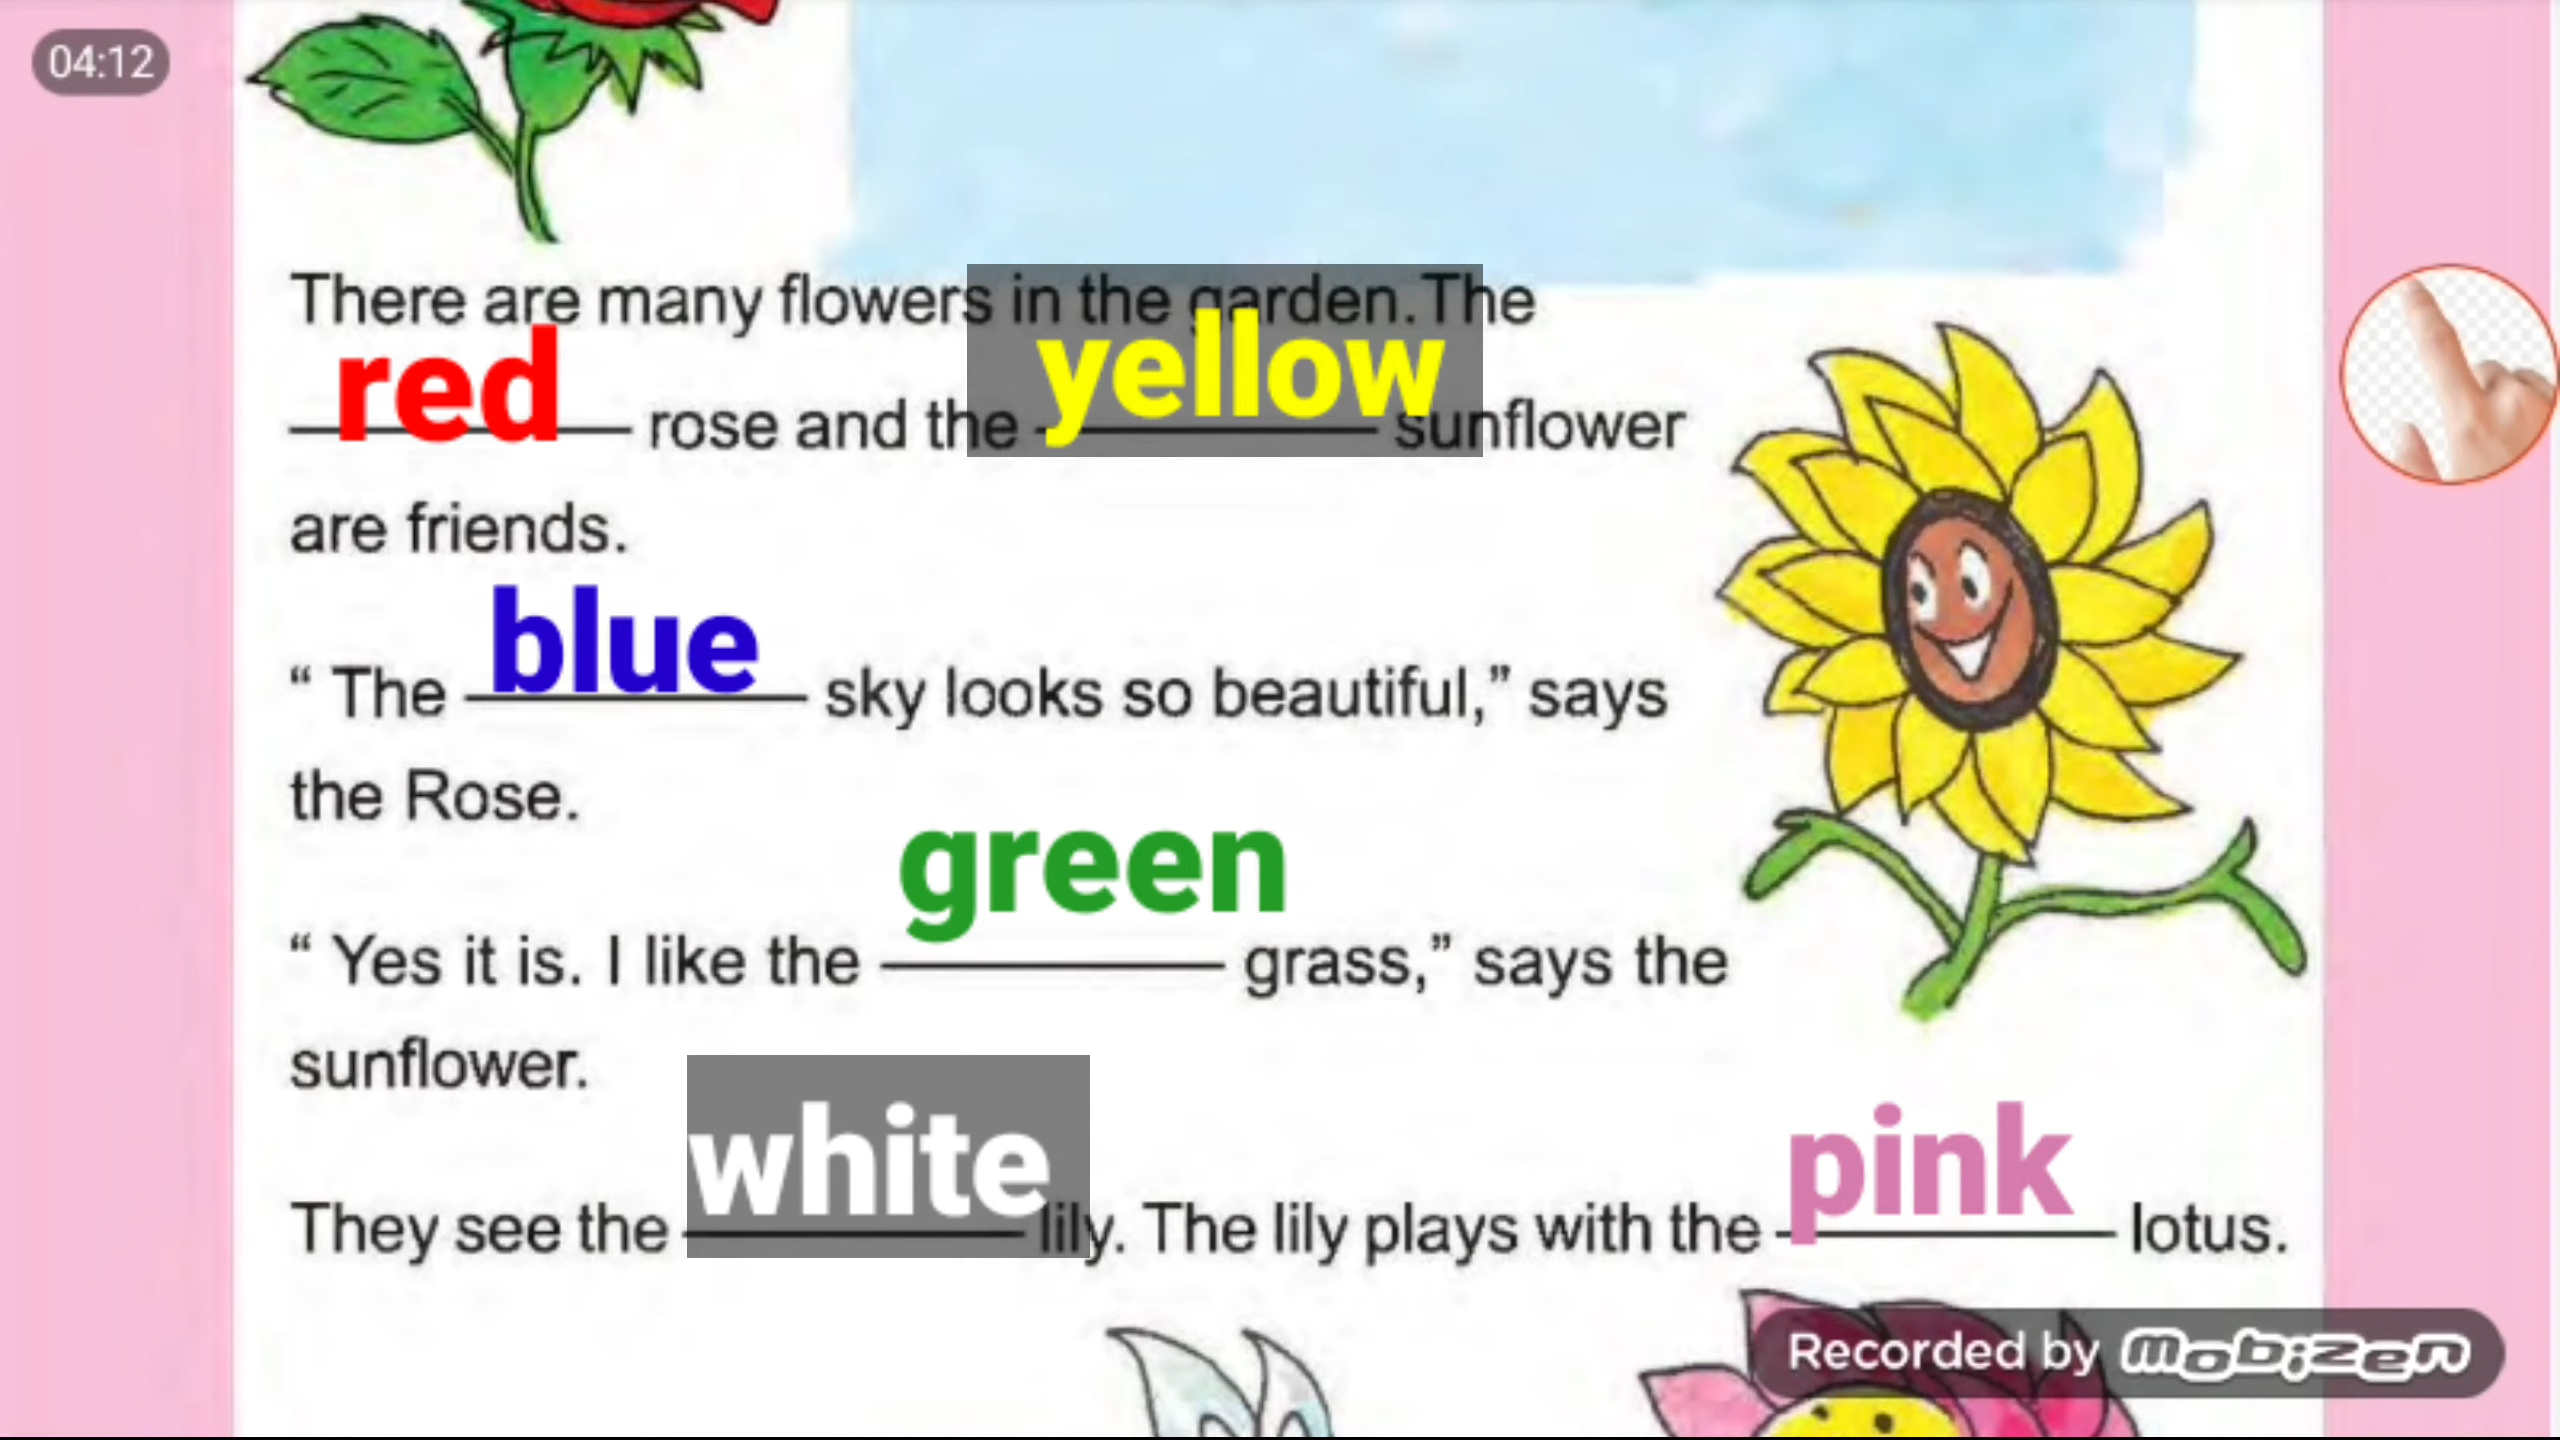 04:12
There are many flowers in the garden. The
red rose and the yellow sunflower
are friends.
“ The blue sky looks so beautiful,” says
the Rose.
“ Yes it is. I like the green grass,” says the
sunflower.
They see the white lily. The lily plays with the pink lotus.
Recorded by mobizen